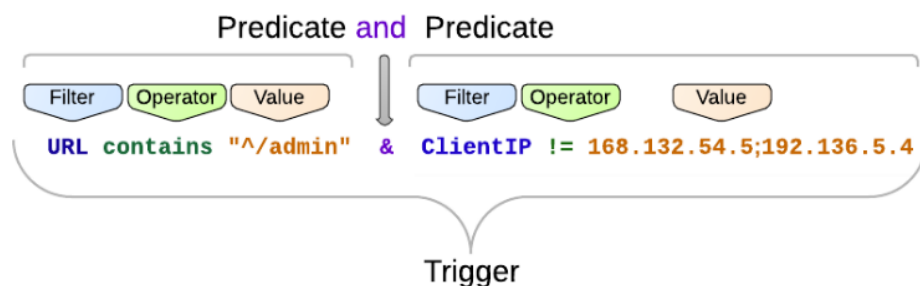 Predicate and Predicate
Filter Operator Value Filter Operator Value
URL contains "^/admin" & ClientIP != 168.132.54.5;192.136.5.4
Trigger